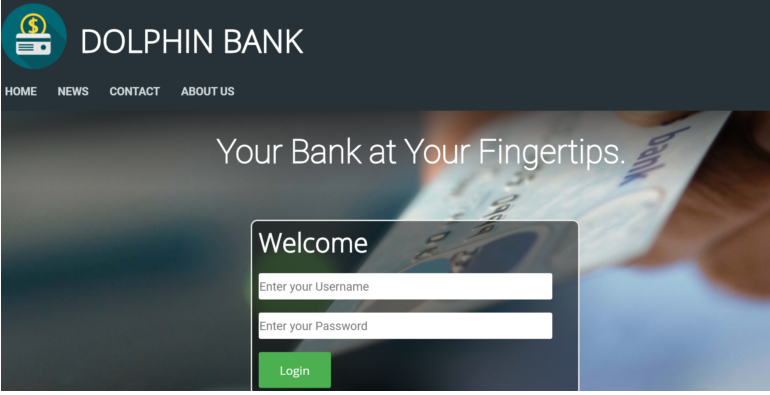 $
DOLPHIN BANK
HOME NEWS CONTACT ABOUT US
Your Bank at Your Fingertips.
bank
Welcome
Enter your Username
Enter your Password
Login